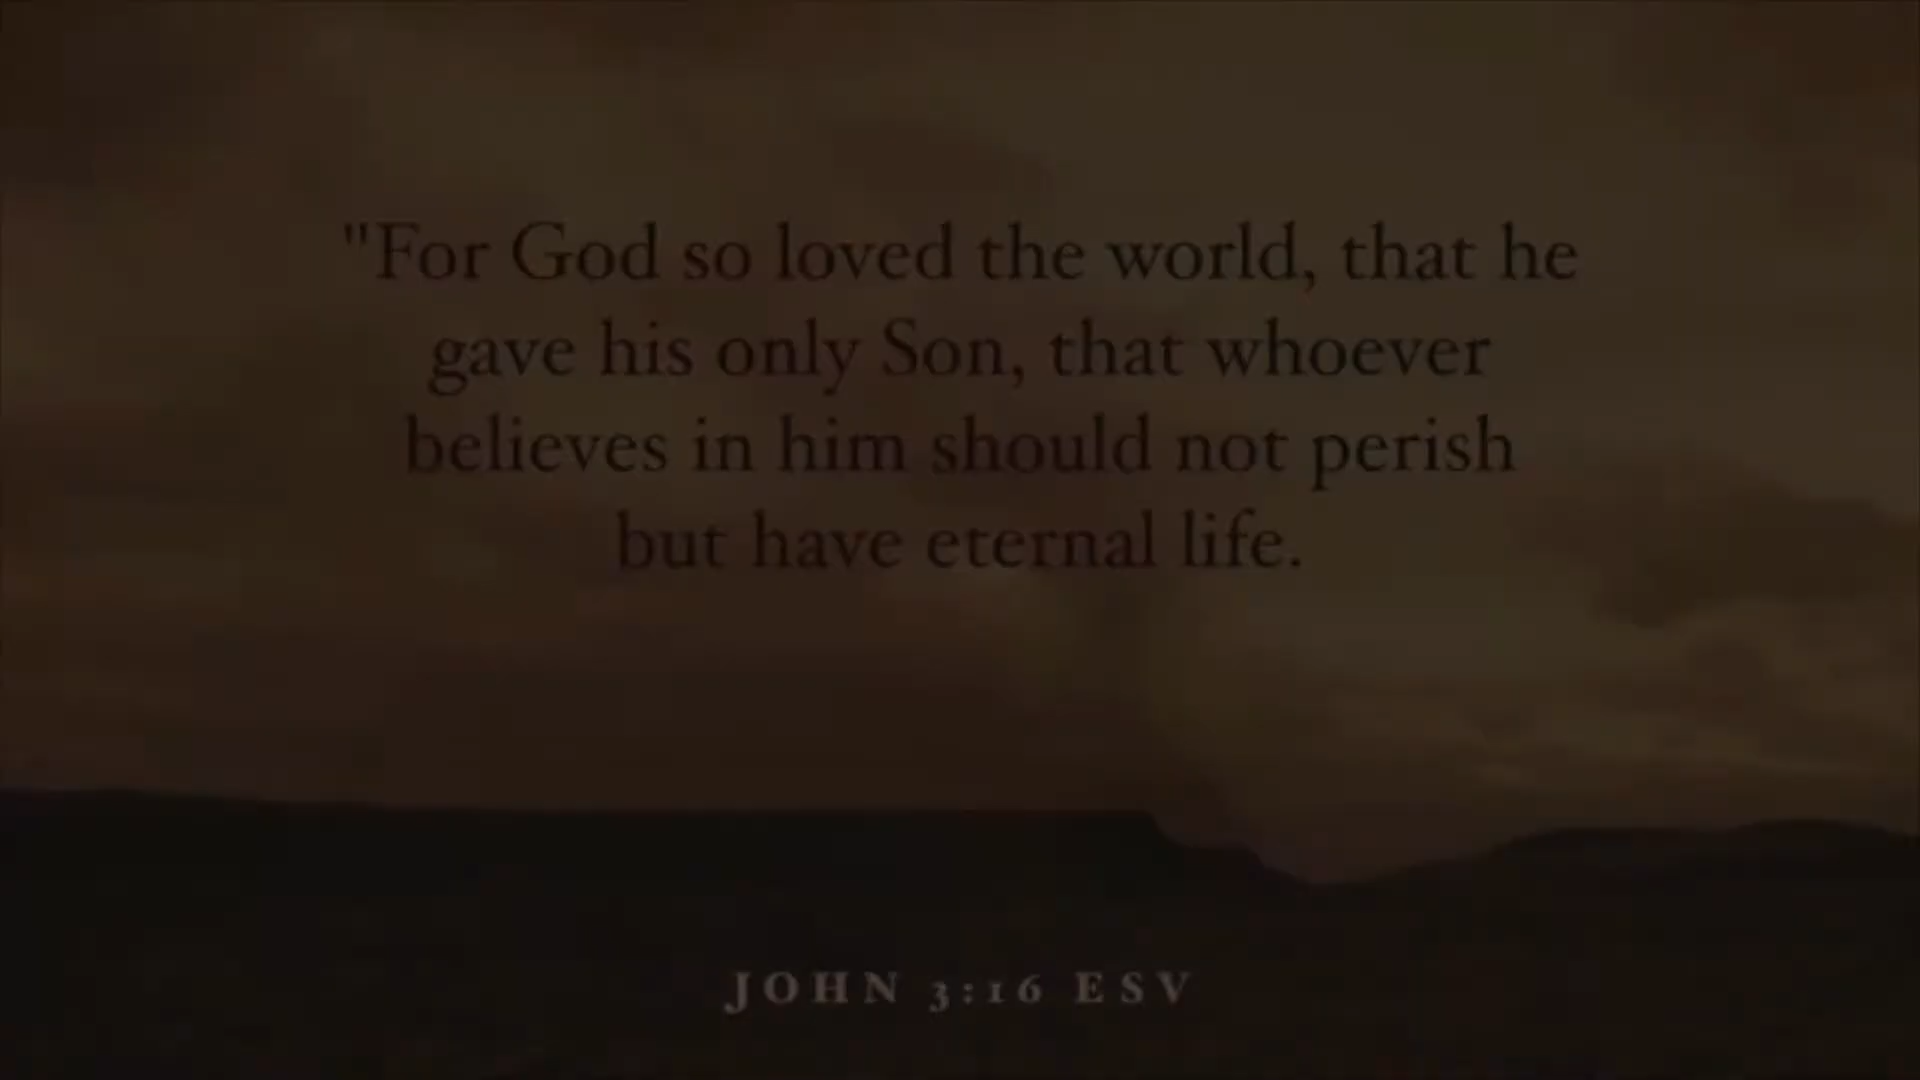 "For God so loved the world, that he
gave his only Son, that whoever
believes in him should not perish
but have eternal life.
JOHN 3:16 ESV